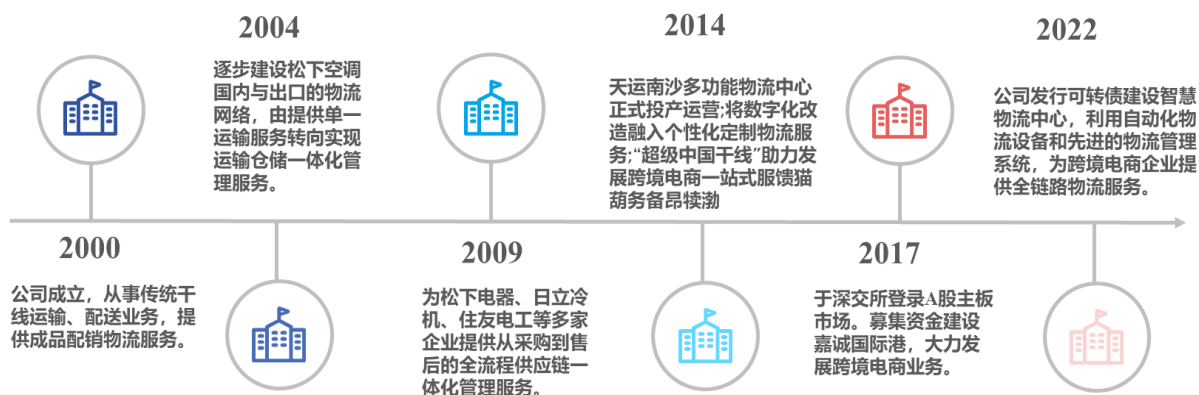 2004
逐步建设松下空调
国内与出口的物流
网络，由提供单一
运输服务转向实现
运输仓储一体化管
理服务。
2014
天运南沙多功能物流中心
正式投产运营;将数字化改
造融入个性化定制物流服
务;“超级中国干线”助力发
展跨境电商一站式服馈猫
葫务备昂犊渤
2022
公司发行可转债建设智慧
物流中心，利用自动化物
流设备和先进的物流管理
系统，为跨境电商企业提
供全链路物流服务。
2000
公司成立，从事传统干
线运输、配送业务，提
供成品配销物流服务。
2009
为松下电器、日立冷
机、住友电工等多家
企业提供从采购到售
后的全流程供应链一
体化管理服务。
2017
于深交所登录A股主板
市场。募集资金建设
嘉诚国际港，大力发
展跨境电商业务。